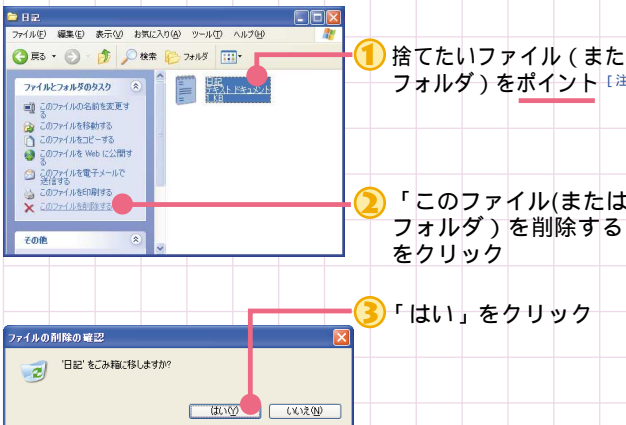 日記
ファイル(F) 編集(E) 表示(V) お気に入り(A) ツール(T) ヘルプ(H)
戻る 検索 フォルダ
ファイルとフォルダのタスク
このファイルの名前を変更す
る
このファイルを移動する
このファイルをコピーする
このファイルを Web に公開す
る
このファイルを電子メールで
送信する
このファイルを印刷する
このファイルを削除する
その他
日記
テキスト ドキュメント
1 KB
1 捨てたいファイル(また
フォルダ)をポイント [注
2 「このファイル(または
フォルダ)を削除する
をクリック
3 「はい」をクリック
ファイルの削除の確認
'日記' をごみ箱に移しますか?
はい(Y) いいえ(N)